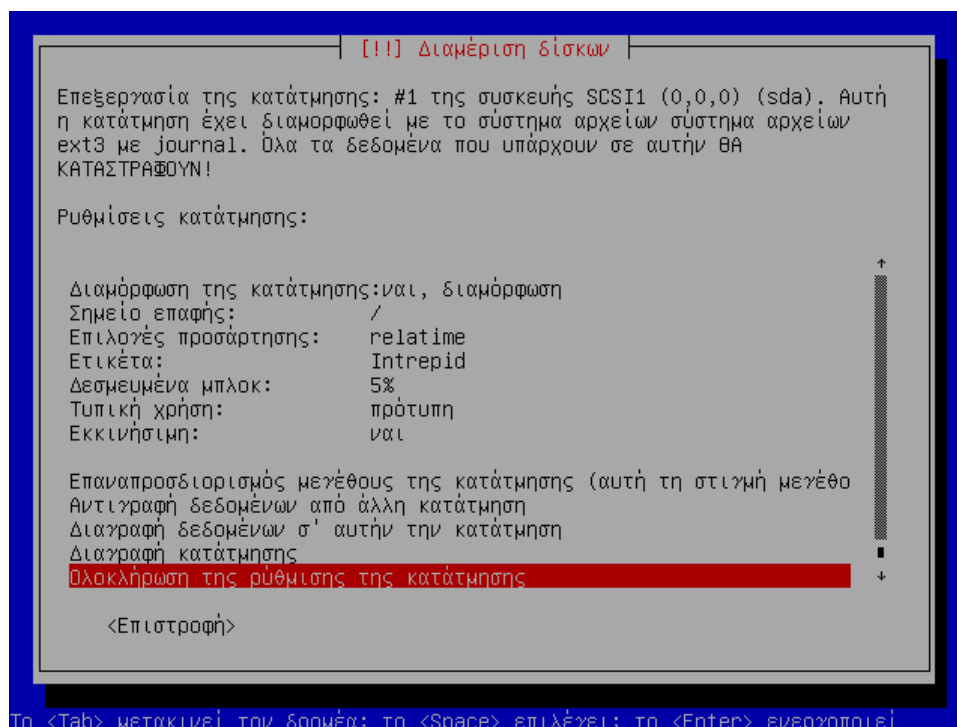 [!!] Διαμέριση δίσκων
Επεξεργασία της κατάτμησης: #1 της συσκευής SCSI1 (0,0,0) (sda). Αυτή
η κατάτμηση έχει διαμορφωθεί με το σύστημα αρχείων σύστημα αρχείων
ext3 με journal. Όλα τα δεδομένα που υπάρχουν σε αυτήν ΘΑ
ΚΑΤΑΣΤΡΑΦΟΥΝ!
Ρυθμίσεις κατάτμησης:
Διαμόρφωση της κατάτμησης:ναι, διαμόρφωση
Σημείο επαφής: /
Επιλογές προσάρτησης: relatime
Ετικέτα: Intrepid
Δεσμευμένα μπλοκ: 5%
Τυπική χρήση: πρότυπη
Εκκινήσιμη: ναι
Επαναπροσδιορισμός μεγέθους της κατάτμησης (αυτή τη στιγμή μεγέθο
Αντιγραφή δεδομένων από άλλη κατάτμηση
Διαγραφή δεδομένων σ' αυτήν την κατάτμηση
Διαγραφή κατάτμησης
Ολοκλήρωση της ρύθμισης της κατάτμησης
<Επιστροφή>
Το <Tab> μετακινεί τον δρομέα; το <Space> επιλέγει; το <Enter> ενεργοποιεί